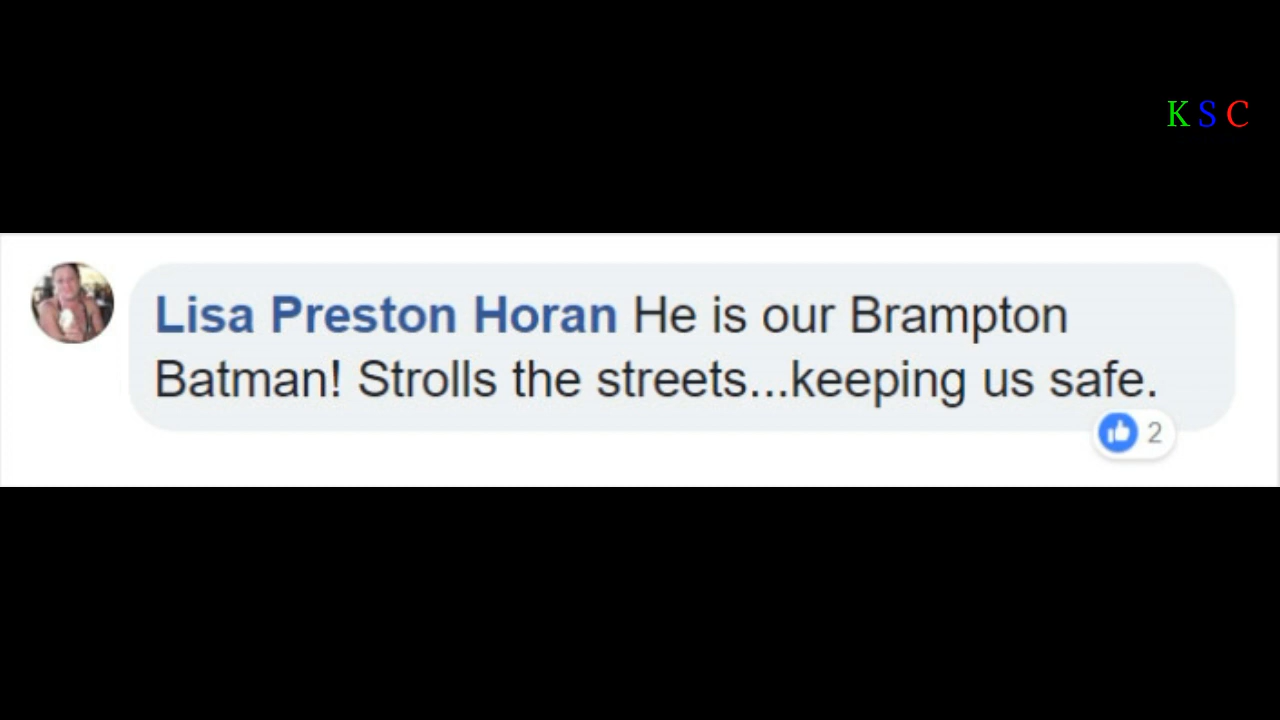 K S C
Lisa Preston Horan He is our Brampton
Batman! Strolls the streets...keeping us safe.
2